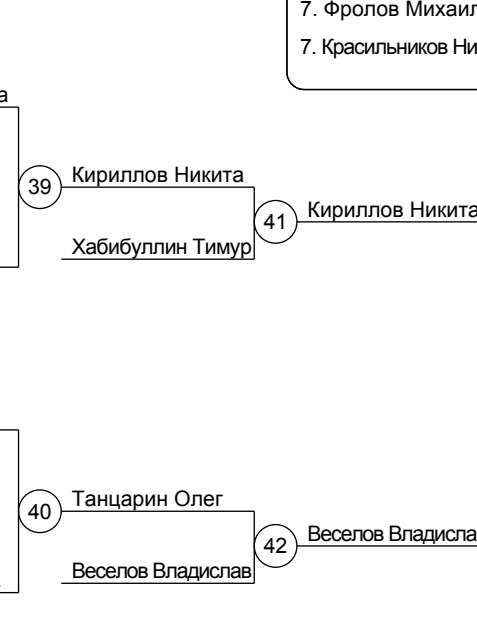 7. Фролов Михаил
7. Красильников Ни
а
39
Кириллов Никита
41
Кириллов Никита
Хабибуллин Тимур
40
Танцарин Олег
42
Веселов Владисла
Веселов Владислав